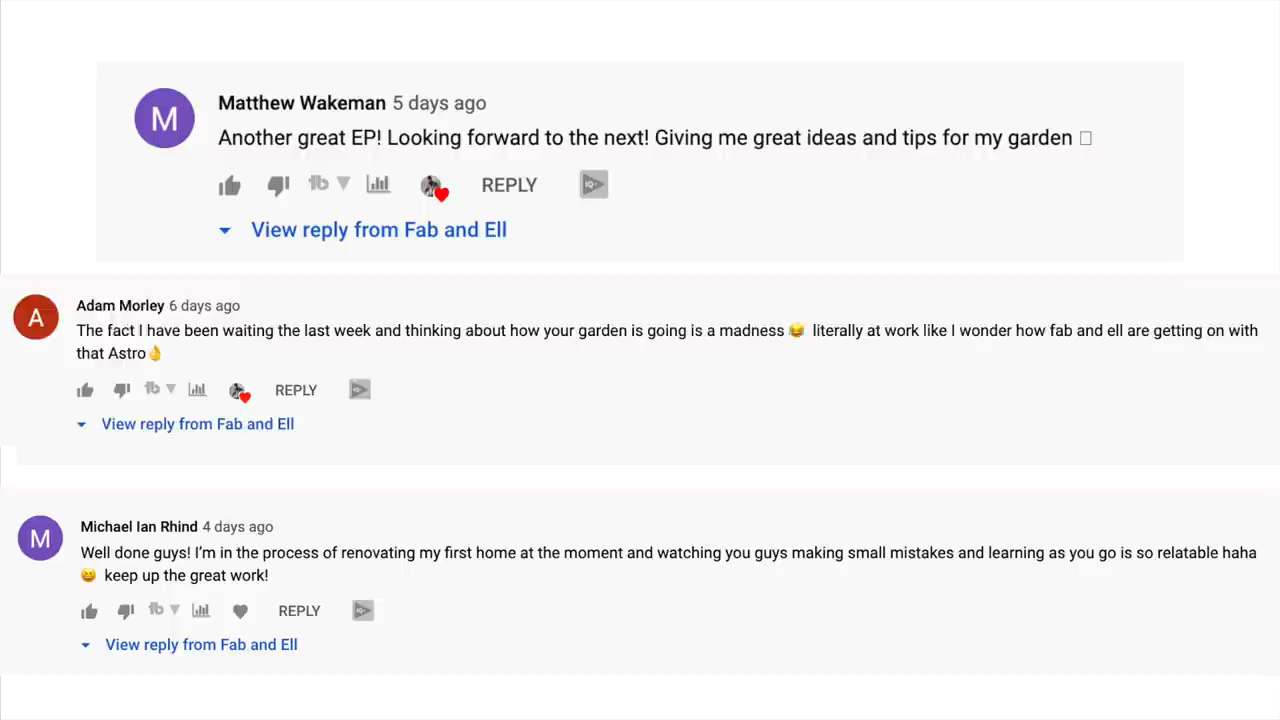 M
Matthew Wakeman 5 days ago
Another great EP! Looking forward to the next! Giving me great ideas and tips for my garden
tb
REPLY
IQ+
View reply from Fab and Ell
A
Adam Morley 6 days ago
The fact I have been waiting the last week and thinking about how your garden is going is a madness 😂 literally at work like I wonder how fab and ell are getting on with
that Astro👌
tb
REPLY
View reply from Fab and Ell
M
Michael Ian Rhind 4 days ago
Well done guys! I'm in the process of renovating my first home at the moment and watching you guys making small mistakes and learning as you go is so relatable haha
😆 keep up the great work!
tb
REPLY
View reply from Fab and Ell